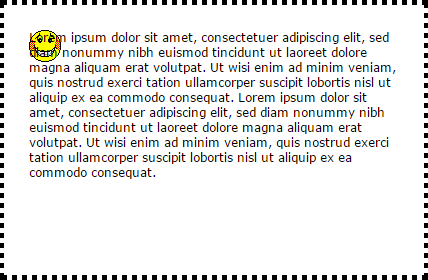 Lorem ipsum dolor sit amet, consectetuer adipiscing elit, sed
diam nonummy nibh euismod tincidunt ut laoreet dolore
magna aliquam erat volutpat. Ut wisi enim ad minim veniam,
quis nostrud exerci tation ullamcorper suscipit lobortis nisl ut
aliquip ex ea commodo consequat. Lorem ipsum dolor sit
amet, consectetuer adipiscing elit, sed diam nonummy nibh
euismod tincidunt ut laoreet dolore magna aliquam erat
volutpat. Ut wisi enim ad minim veniam, quis nostrud exerci
tation ullamcorper suscipit lobortis nisl ut aliquip ex ea
commodo consequat.